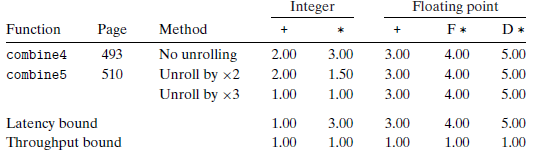 Integer Floating point
Function Page Method + * + F * D *
combine4 493 No unrolling 2.00 3.00 3.00 4.00 5.00
combine5 510 Unroll by ×2 2.00 1.50 3.00 4.00 5.00
Unroll by ×3 1.00 1.00 3.00 4.00 5.00
Latency bound 1.00 3.00 3.00 4.00 5.00
Throughput bound 1.00 1.00 1.00 1.00 1.00